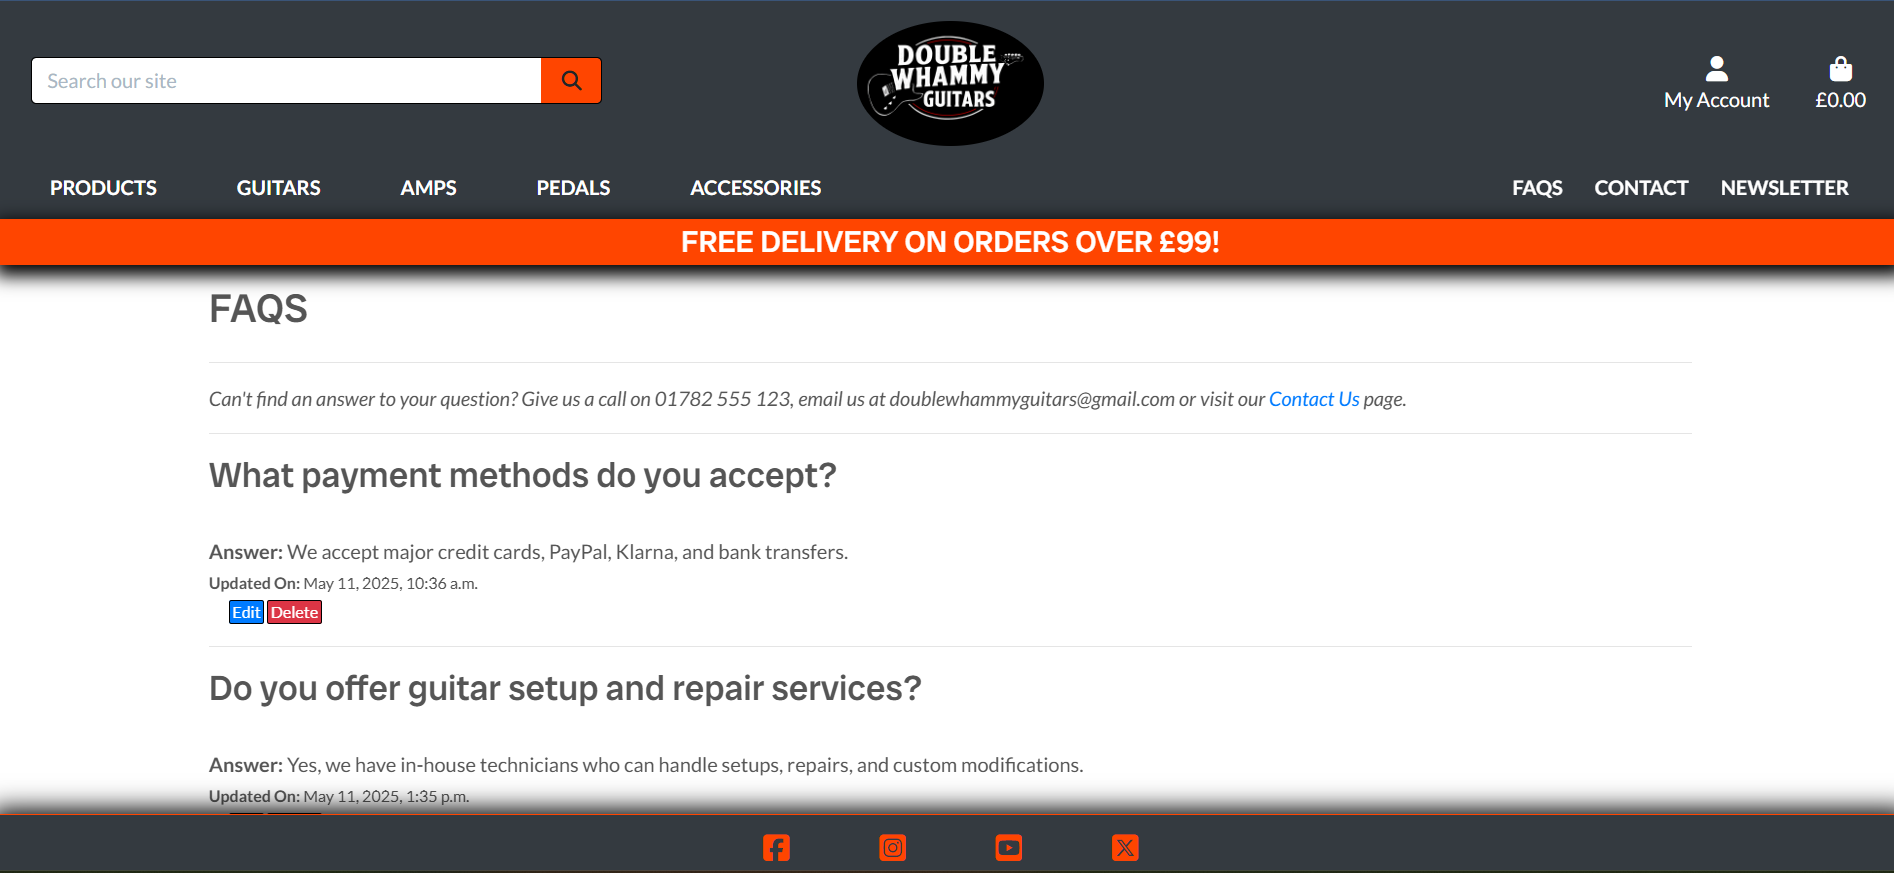 Search our site
DOUBLE
WHAMMY
GUITARS
My Account
£0.00
PRODUCTS
GUITARS
AMPS
PEDALS
ACCESSORIES
FAQS
CONTACT
NEWSLETTER
FREE DELIVERY ON ORDERS OVER £99!
FAQS
Can't find an answer to your question? Give us a call on 01782 555 123, email us at doublewhammyguitars@gmail.com or visit our Contact Us page.
What payment methods do you accept?
Answer: We accept major credit cards, PayPal, Klarna, and bank transfers.
Updated On: May 11, 2025, 10:36 a.m.
Edit Delete
Do you offer guitar setup and repair services?
Answer: Yes, we have in-house technicians who can handle setups, repairs, and custom modifications.
Updated On: May 11, 2025, 1:35 p.m.